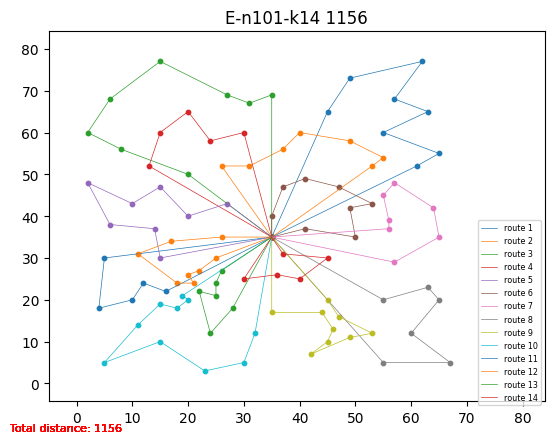 E-n101-k14 1156
80
70
60
50
40
30
20
10
0
route 1
route 2
route 3
route 4
route 5
route 6
route 7
route 8
route 9
route 10
route 11
route 12
route 13
route 14
0 10 20 30 40 50 60 70 80
Total distance: 1156